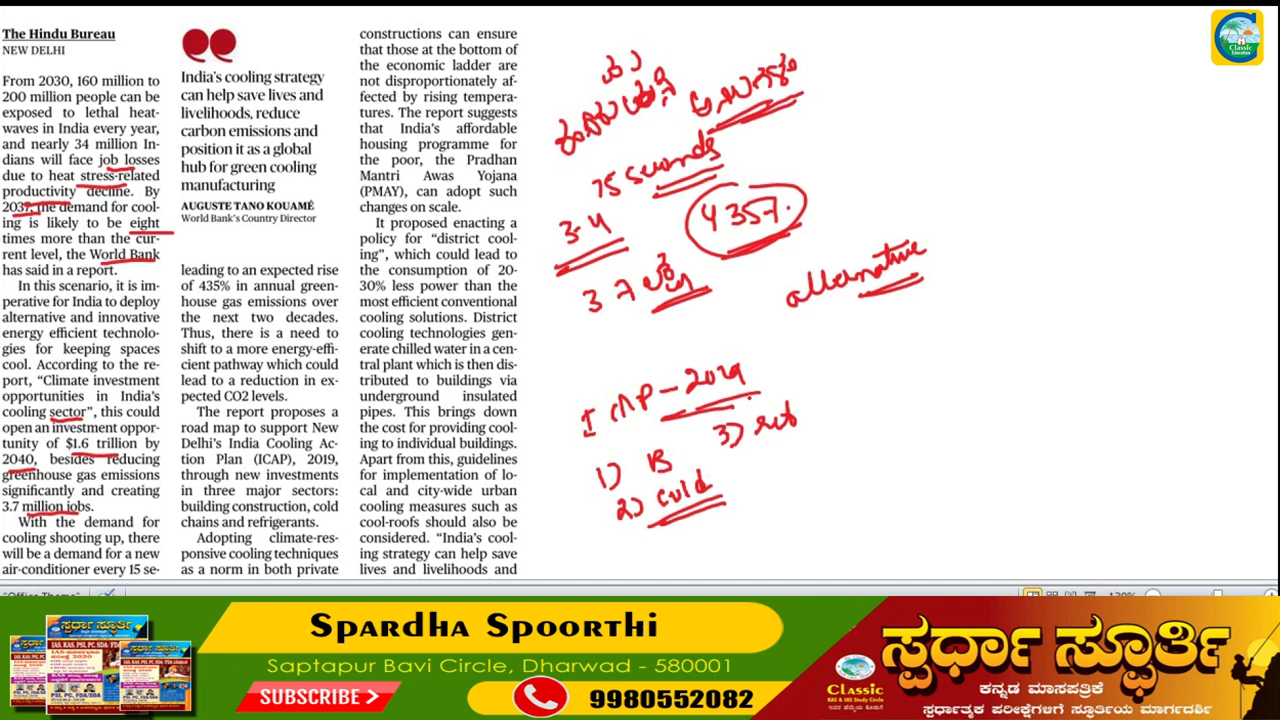 The Hindu Bureau
NEW DELHI
From 2030, 160 million to
200 million people can be
exposed to lethal heat-
waves in India every year,
and nearly 34 million In-
dians will face job losses
due to heat stress-related
productivity decline. By
2037, the demand for cool-
ing is likely to be eight
times more than the cur-
rent level, the World Bank
has said in a report.
In this scenario, it is im-
perative for India to deploy
alternative and innovative
energy efficient technolo-
gies for keeping spaces
cool. According to the re-
port, “Climate investment
opportunities in India’s
cooling sector”, this could
open an investment oppor-
tunity of $1.6 trillion by
2040, besides reducing
greenhouse gas emissions
significantly and creating
3.7 million jobs.
With the demand for
cooling shooting up, there
will be a demand for a new
air-conditioner every 15 se-
India’s cooling strategy
can help save lives and
livelihoods, reduce
carbon emissions and
position it as a global
hub for green cooling
manufacturing
AUGUSTE TANO KOUAMÉ
World Bank’s Country Director
leading to an expected rise
of 435% in annual green-
house gas emissions over
the next two decades.
Thus, there is a need to
shift to a more energy-effi-
cient pathway which could
lead to a reduction in ex-
pected CO2 levels.
The report proposes a
road map to support New
Delhi’s India Cooling Ac-
tion Plan (ICAP), 2019,
through new investments
in three major sectors:
building construction, cold
chains and refrigerants.
Adopting climate-res-
ponsive cooling techniques
as a norm in both private
constructions can ensure
that those at the bottom of
the economic ladder are
not disproportionately af-
fected by rising tempera-
tures. The report suggests
that India’s affordable
housing programme for
the poor, the Pradhan
Mantri Awas Yojana
(PMAY), can adopt such
changes on scale.
It proposed enacting a
policy for “district cool-
ing”, which could lead to
the consumption of 20-
30% less power than the
most efficient conventional
cooling solutions. District
cooling technologies gen-
erate chilled water in a cen-
tral plant which is then dis-
tributed to buildings via
underground insulated
pipes. This brings down
the cost for providing cool-
ing to individual buildings.
Apart from this, guidelines
for implementation of lo-
cal and city-wide urban
cooling measures such as
cool-roofs should also be
considered. “India’s cool-
ing strategy can help save
lives and livelihoods and
15 seconds
3.4
37
2019
1) B
2) cold
3)
Classic
Education
130%
Spardha Spoorthi
Saptapur Bavi Circle Dharwad - 580001
SUBSCRIBE >
9980552082
Classic
IAS & KAS Study Circle
ಸ್ಪರ್ಧಾ ಸ್ಫೂರ್ತಿ
ಕನ್ನಡ ಮಾಸಪತ್ರಿಕೆ
ಸ್ಪರ್ಧಾತ್ಮಕ ಪರೀಕ್ಷೆಗಳಿಗೆ ಸ್ಫೂರ್ತಿಯ ಮಾರ್ಗದರ್ಶಿ